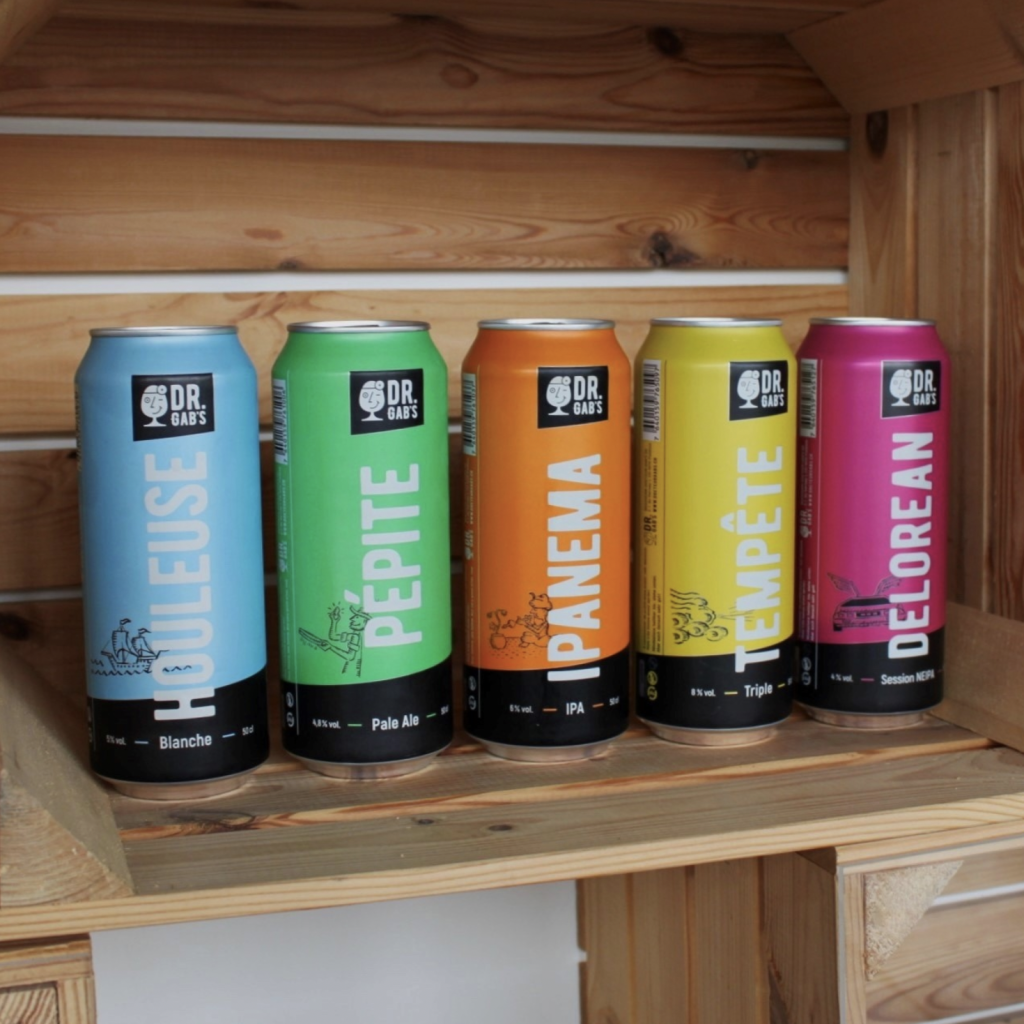 DR.
GAB'S
HOULEUSE
5% vol. — Blanche — 50 cl
DR.
GAB'S
PÉPITE
4,8% vol. — Pale Ale —
DR.
GAB'S
IPANEMA
6% vol. — IPA — 50 cl
DR.
GAB'S
TEMPÊTE
8% vol. — Triple —
DR.
GAB'S
DELOREAN
4% vol. — Session NEIPA